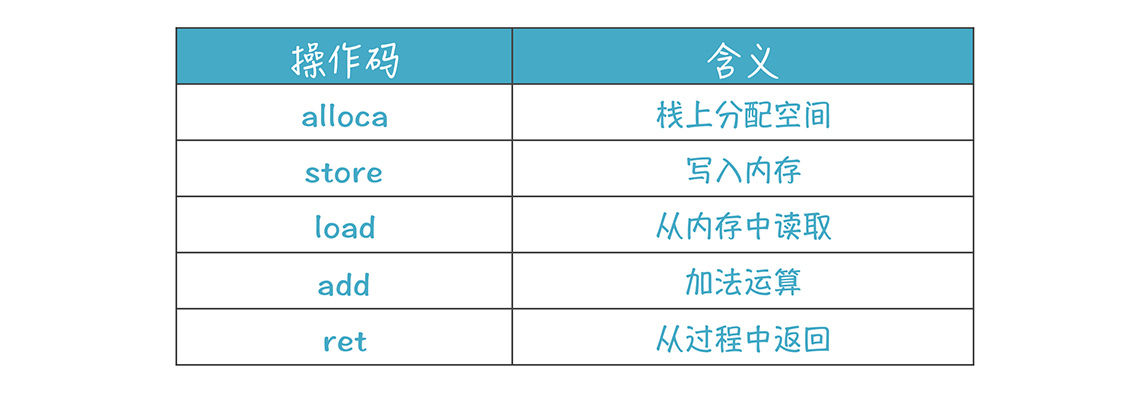 操作码 含义
alloca 栈上分配空间
store 写入内存
load 从内存中读取
add 加法运算
ret 从过程中返回